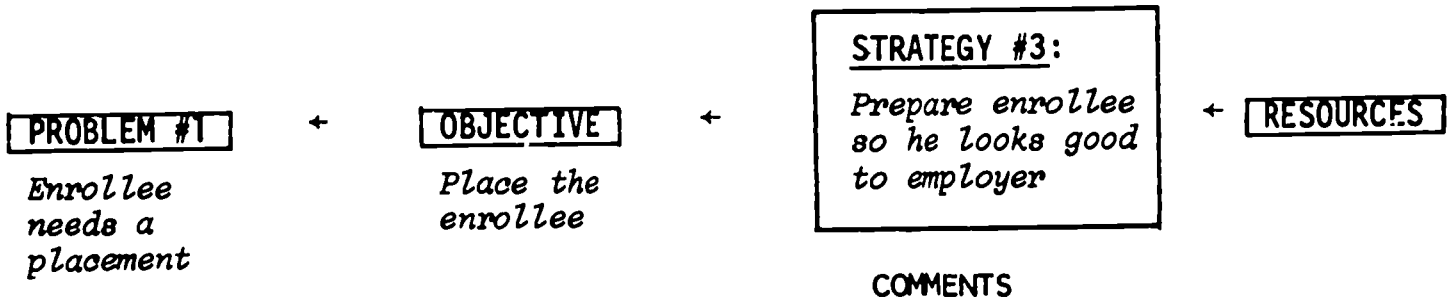 PROBLEM #1
Enrollee
needs a
placement
←
OBJECTIVE
Place the
enrollee
←
STRATEGY #3:
Prepare enrollee
so he looks good
to employer
← RESOURCES
COMMENTS